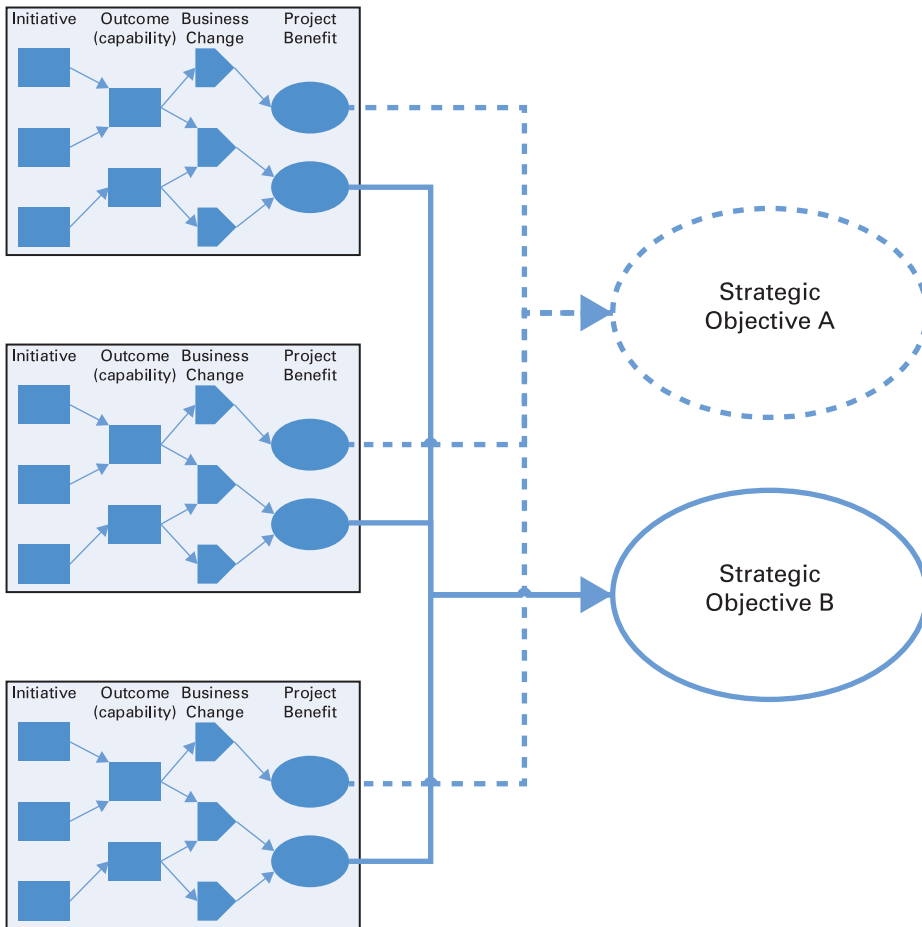 Initiative Outcome Business Project
(capability) Change Benefit
Strategic
Objective A
Initiative Outcome Business Project
(capability) Change Benefit
Strategic
Objective B
Initiative Outcome Business Project
(capability) Change Benefit